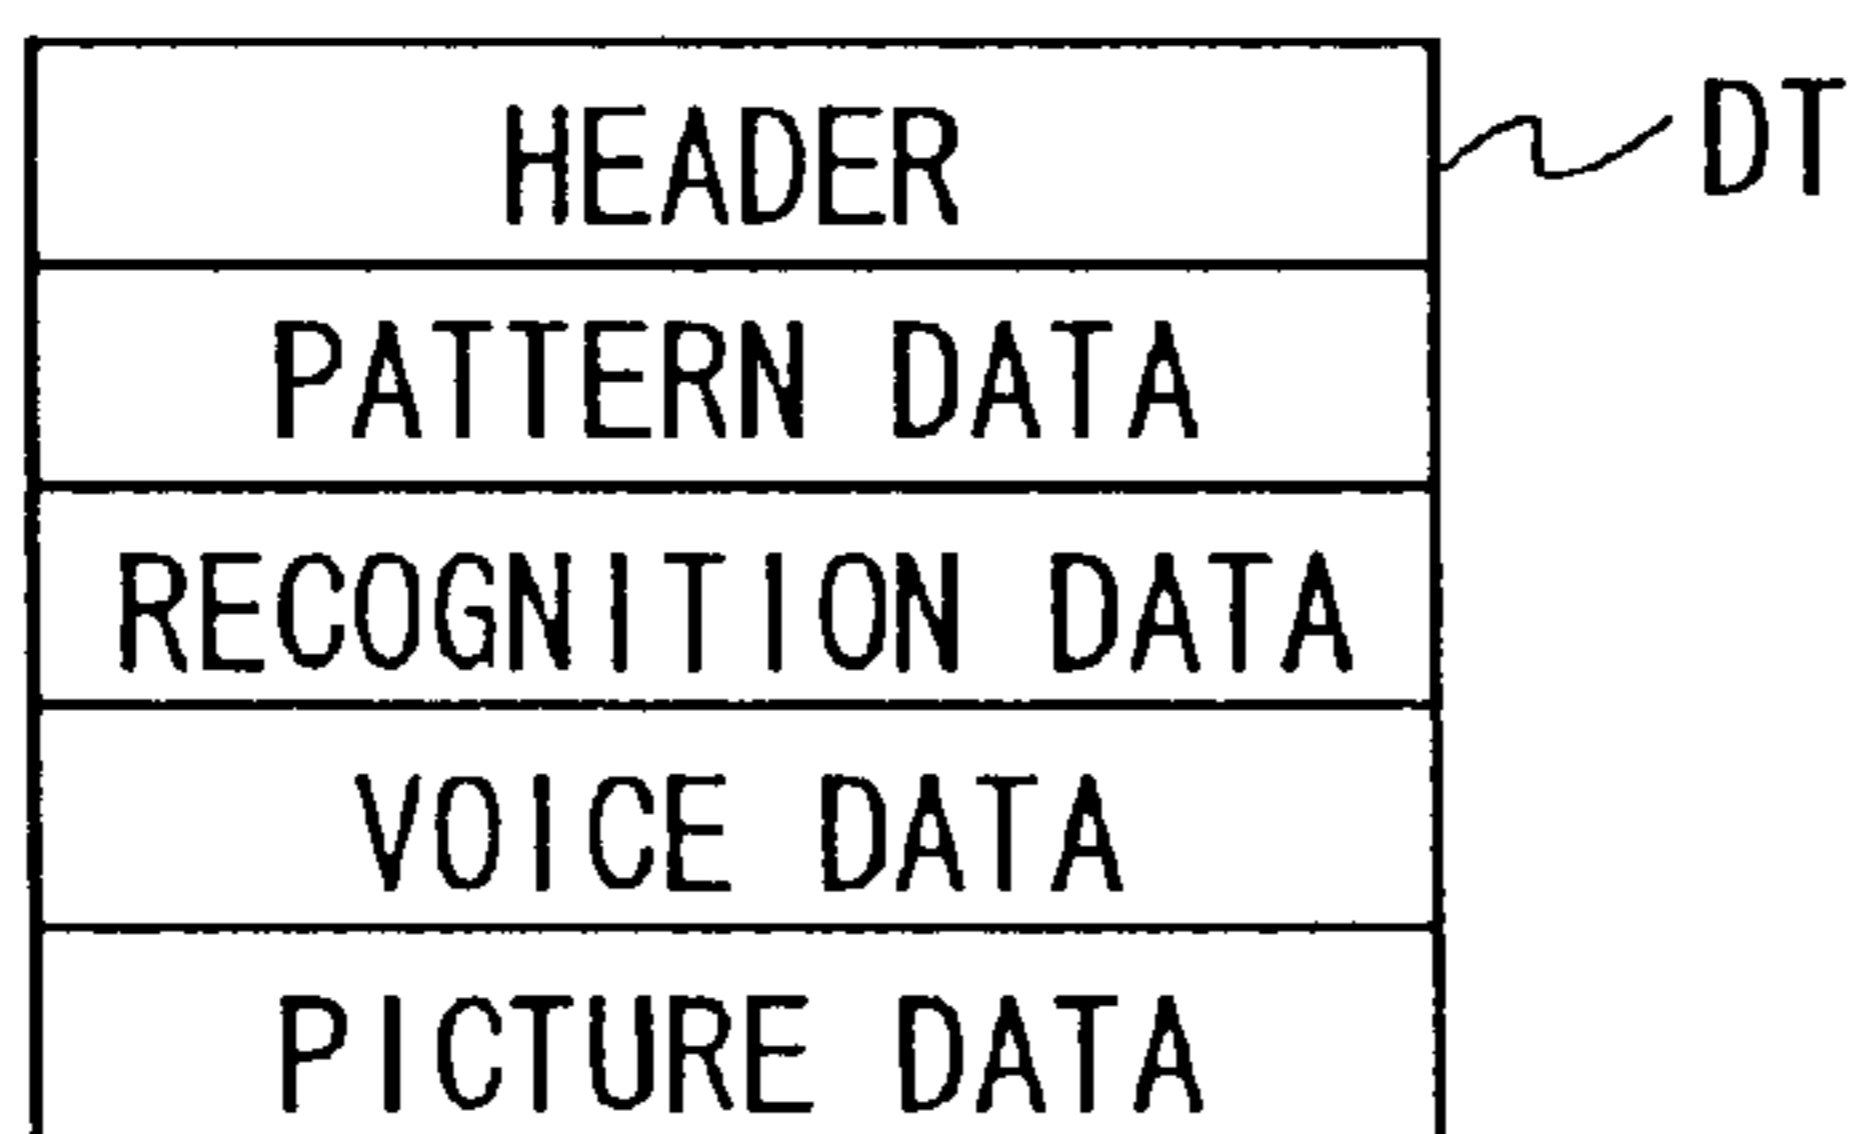 HEADER
DT
PATTERN DATA
RECOGNITION DATA
VOICE DATA
PICTURE DATA